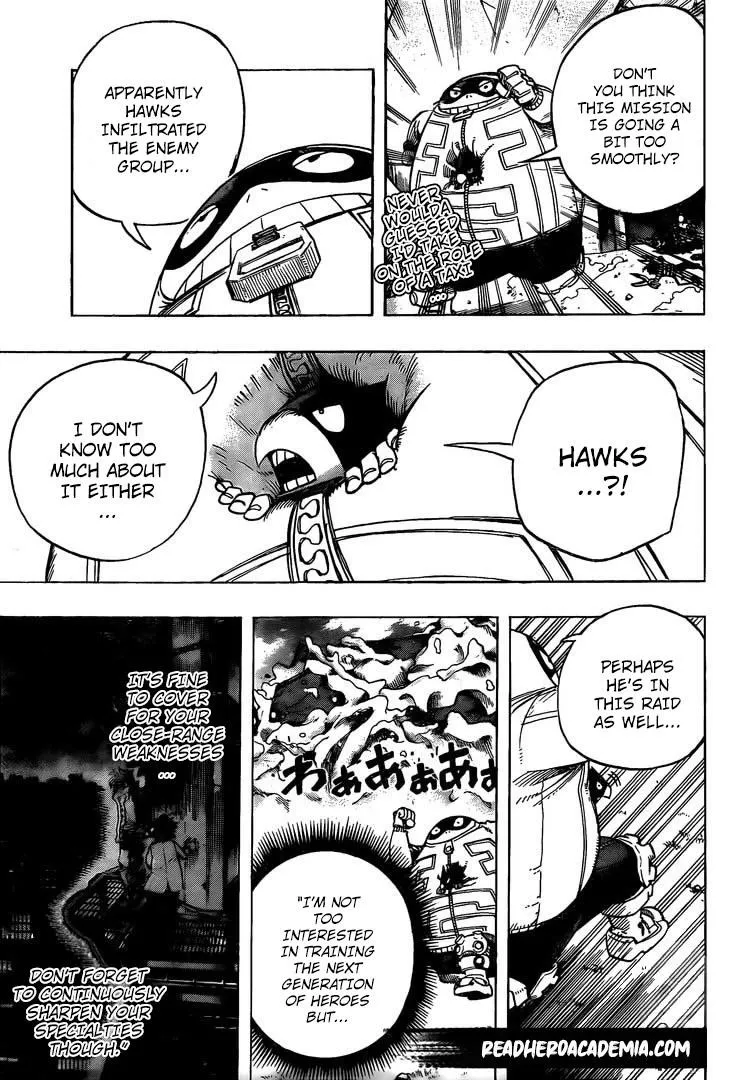 DON'T
YOU THINK
THIS MISSION
IS GOING A
BIT TOO
SMOOTHLY?
NEVER
WOULDA
GUESSED
I'D TAKE
ON THE ROLE
OF A TAXI
...
APPARENTLY
HAWKS
INFILTRATED
THE ENEMY
GROUP...
HAWKS
...?!
I DON'T
KNOW TOO
MUCH ABOUT
IT EITHER
...
PERHAPS
HE'S IN
THIS RAID
AS WELL...
わぁぁぁぁ
"I'M NOT
TOO
INTERESTED
IN TRAINING
THE NEXT
GENERATION
OF HEROES
BUT...
IT'S FINE
TO COVER
FOR YOUR
CLOSE-RANGE
WEAKNESSES
...
DON'T FORGET
TO CONTINUOUSLY
SHARPEN YOUR
SPECIALTIES
THOUGH."
READHEROACADEMIA.COM